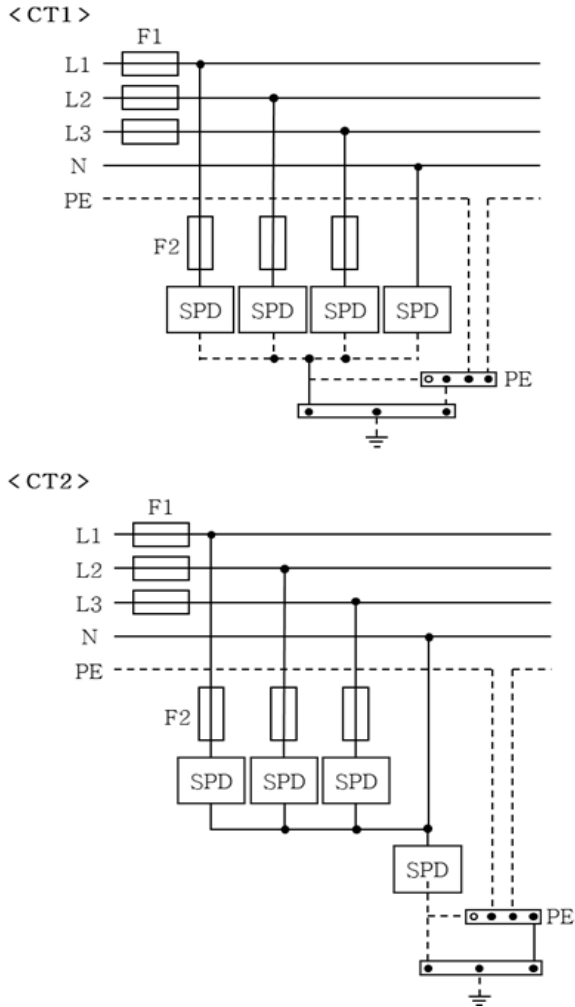 <CT1>
F1
L1
L2
L3
N
PE
F2
SPD SPD SPD SPD
PE
<CT2>
F1
L1
L2
L3
N
PE
F2
SPD SPD SPD
SPD
PE